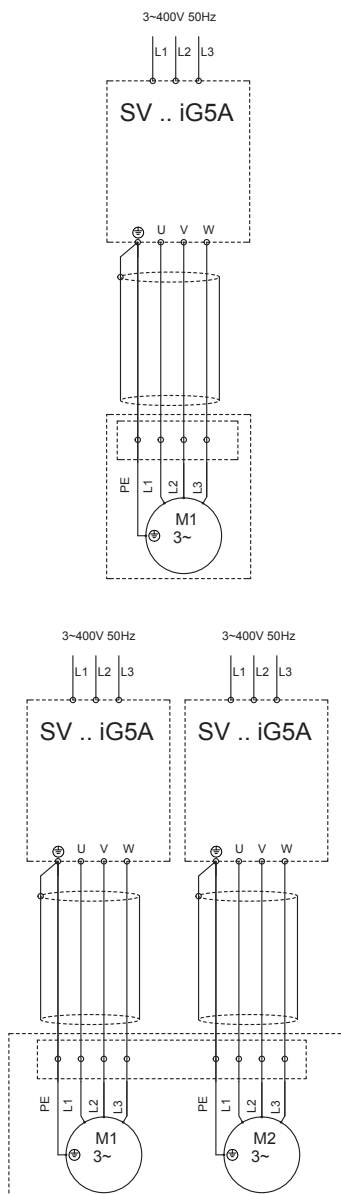 3~400V 50Hz
L1 L2 L3
SV .. iG5A
U V W
PE L1 L2 L3
M1
3~
3~400V 50Hz 3~400V 50Hz
L1 L2 L3 L1 L2 L3
SV .. iG5A SV .. iG5A
U V W U V W
PE L1 L2 L3 PE L1 L2 L3
M1 M2
3~ 3~